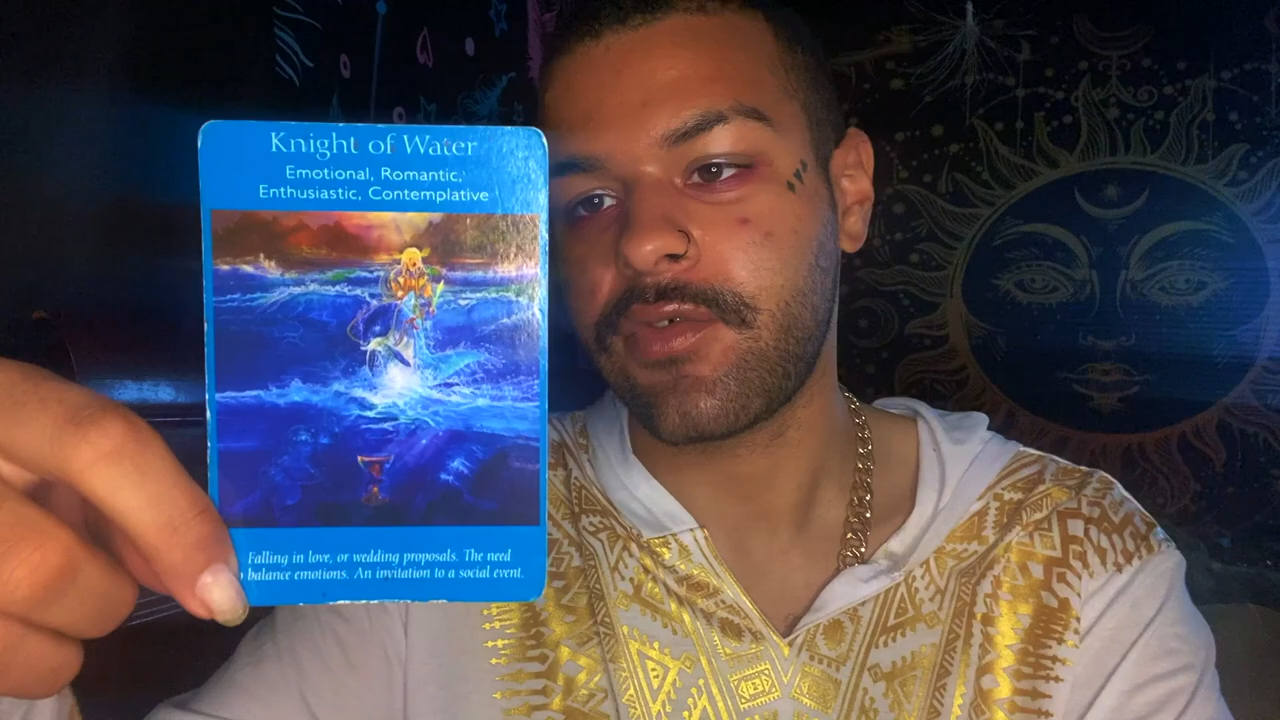 Knight of Water
Emotional, Romantic,
Enthusiastic, Contemplative
Falling in love, or wedding proposals. The need
balance emotions. An invitation to a social event.